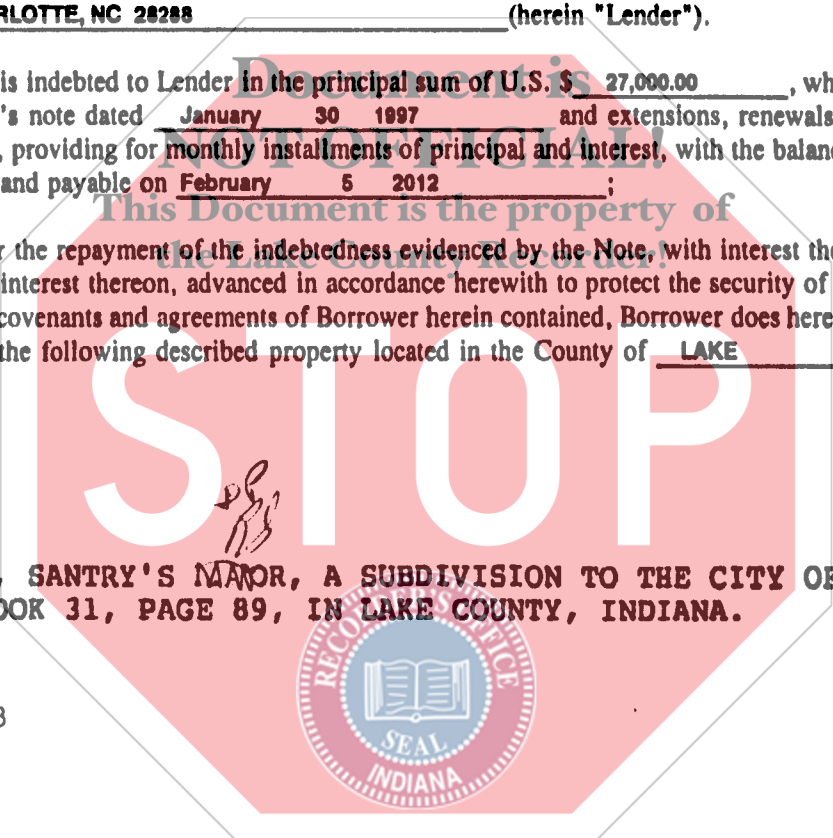 RLOTTE, NC 28288 (herein "Lender").
Document is
is indebted to Lender in the principal sum of U.S. $ 27,000.00 , wh
's note dated January 30 1997 and extensions, renewals
NOT OFFICIAL!
, providing for monthly installments of principal and interest, with the balanc
and payable on February 5 2012 ;
This Document is the property of
the Lake County Recorder!
r the repayment of the indebtedness evidenced by the Note, with interest the
interest thereon, advanced in accordance herewith to protect the security of
covenants and agreements of Borrower herein contained, Borrower does here
the following described property located in the County of LAKE
STOP
, SANTRY'S MANOR, A SUBDIVISION TO THE CITY OF
OOK 31, PAGE 89, IN LAKE COUNTY, INDIANA.
RECORDER'S OFFICE
SEAL
INDIANA
3